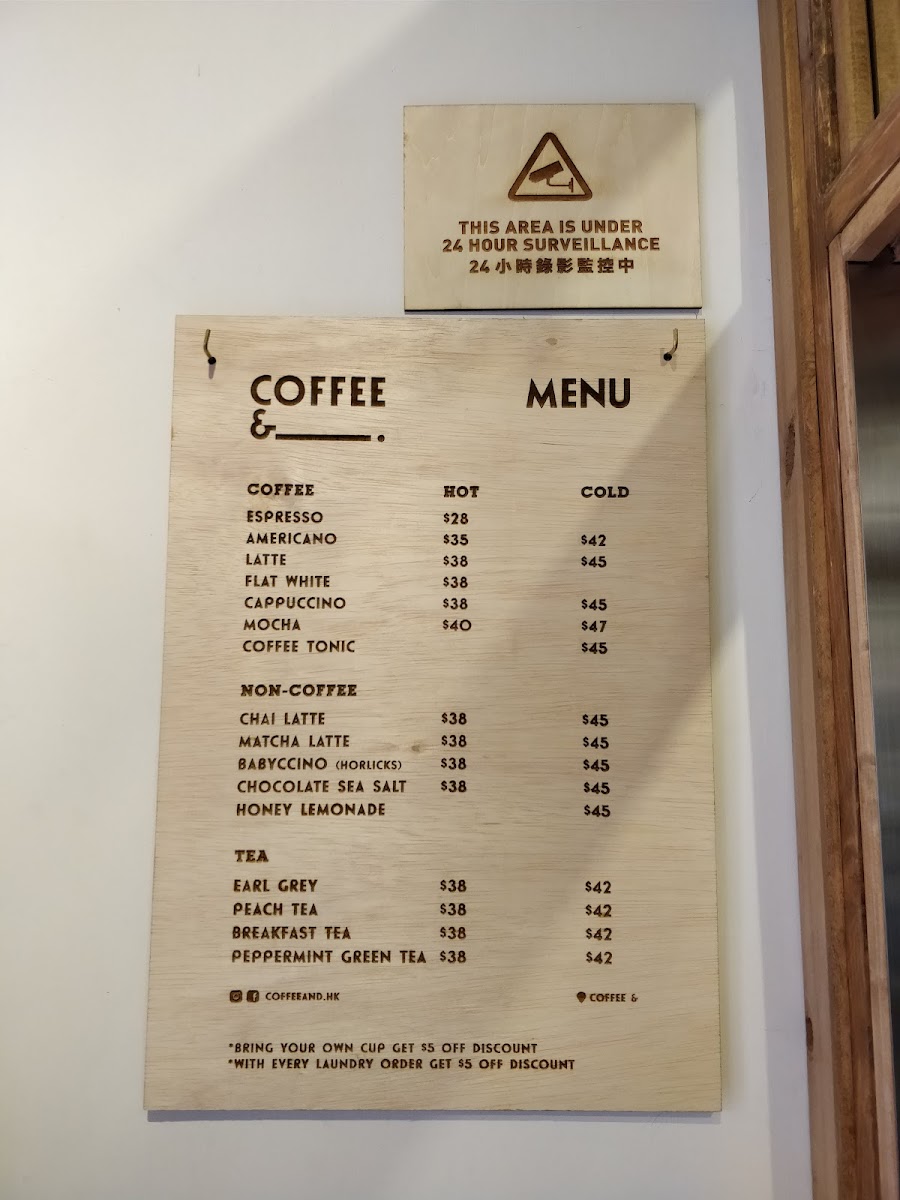 THIS AREA IS UNDER
24 HOUR SURVEILLANCE
24小時錄影監控中
COFFEE MENU
&_____.
COFFEE HOT COLD
ESPRESSO $28
AMERICANO $35 $42
LATTE $38 $45
FLAT WHITE $38
CAPPUCCINO $38 $45
MOCHA $40 $47
COFFEE TONIC $45
NON-COFFEE
CHAI LATTE $38 $45
MATCHA LATTE $38 $45
BABYCCINO (HORLICKS) $38 $45
CHOCOLATE SEA SALT $38 $45
HONEY LEMONADE $45
TEA
EARL GREY $38 $42
PEACH TEA $38 $42
BREAKFAST TEA $38 $42
PEPPERMINT GREEN TEA $38 $42
COFFEEAND.HK COFFEE &
*BRING YOUR OWN CUP GET $5 OFF DISCOUNT
*WITH EVERY LAUNDRY ORDER GET $5 OFF DISCOUNT